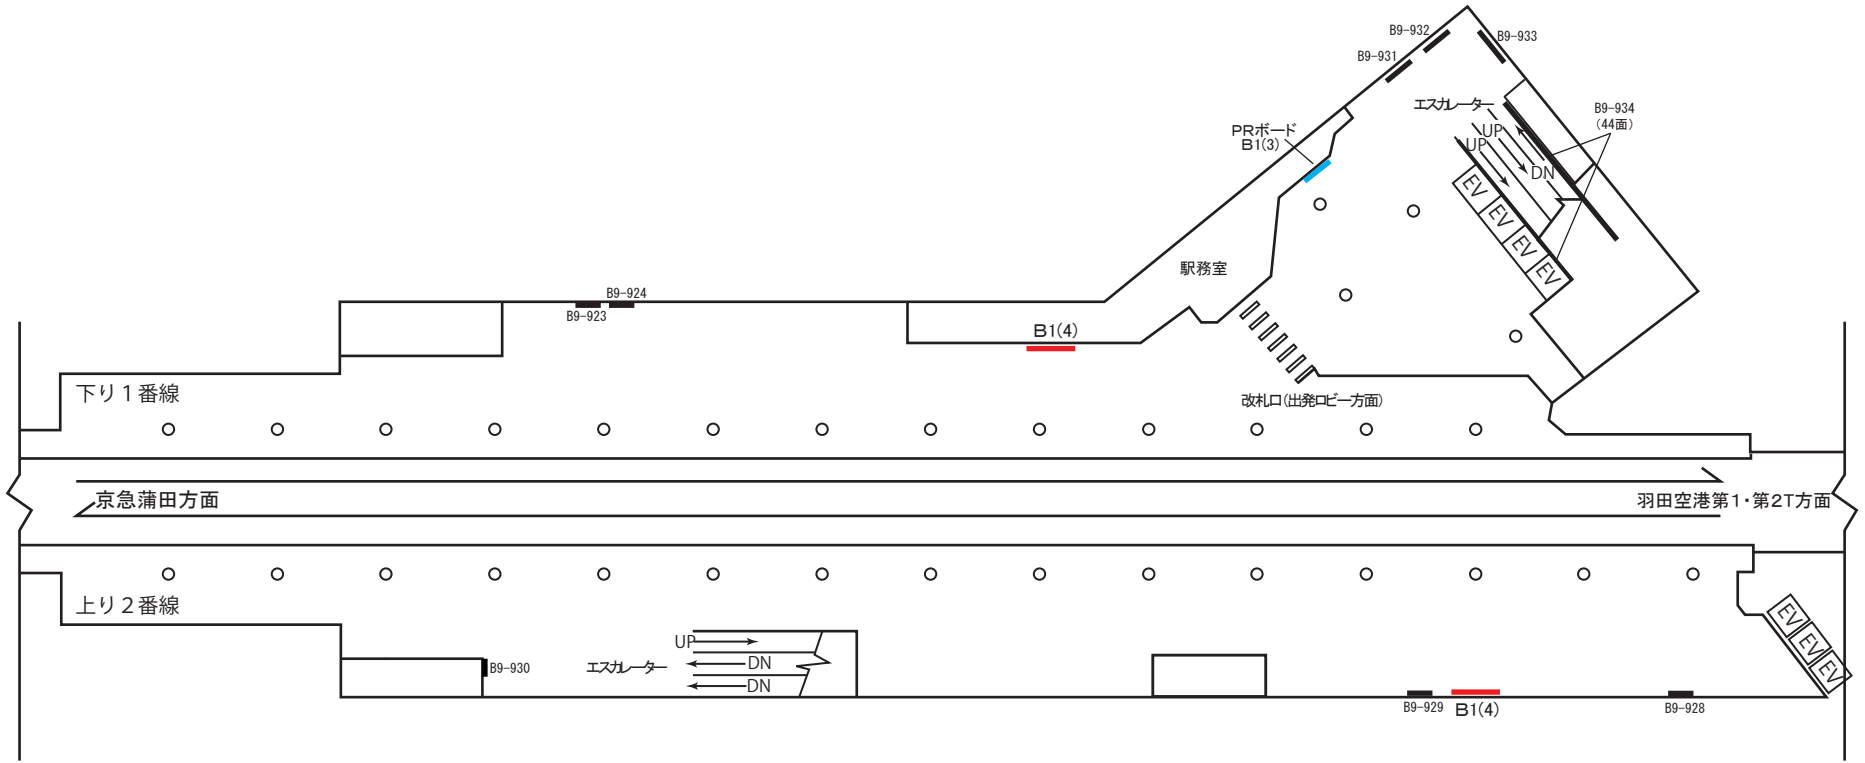 B9-932
B9-933
B9-931
エスカレーター
B9-934
(44面)
PRボード
B1(3)
UP
UP
DN
EV
EV
EV
EV
駅務室
B9-924
B9-923
B1(4)
下り1番線
改札口(出発ロビー方面)
京急蒲田方面
羽田空港第1・第2T方面
上り2番線
EV
EV
EV
UP
DN
DN
エスカレーター
B9-930
B9-929
B1(4)
B9-928